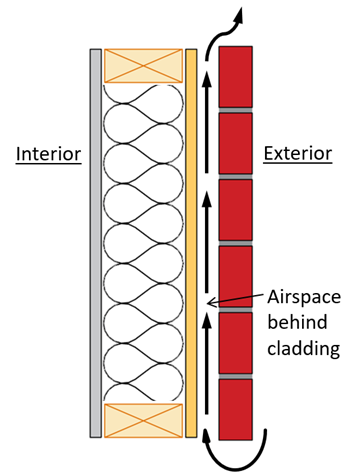 Interior
Exterior
Airspace
behind
cladding